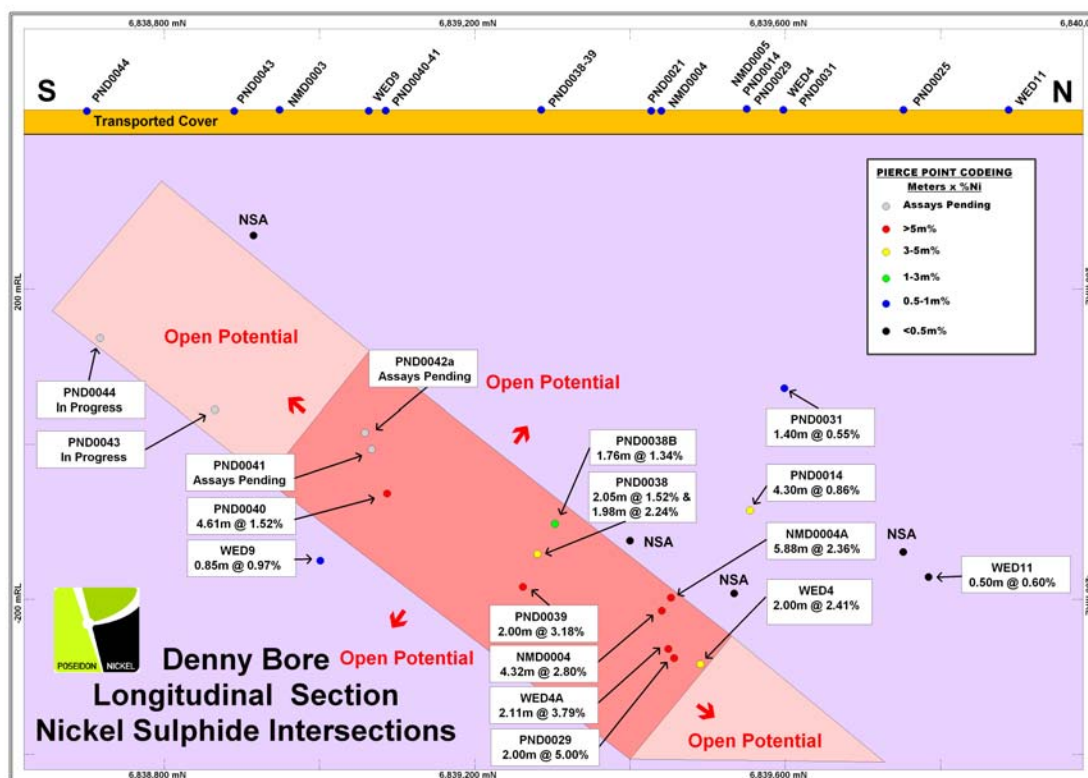 6,838,800 mN
6,839,200 mN
6,839,600 mN
6,840,0
S
PND0044
PND0043
NMD0003
WED9
PND0040-41
PND0038-39
PND0021
NMD0004
NMD0005
PND0014
PND0029
WED4
PND0031
PND0025
WED11
N
Transported Cover
PIERCE POINT CODEING
Meters x %Ni
Assays Pending
>5m%
3-5m%
1-3m%
0.5-1m%
<0.5m%
NSA
200 mRL
Open Potential
PND0042a
Assays Pending
Open Potential
PND0044
In Progress
PND0043
In Progress
PND0031
1.40m @ 0.55%
PND0038B
1.76m @ 1.34%
PND0041
Assays Pending
PND0038
2.05m @ 1.52% &
1.98m @ 2.24%
PND0014
4.30m @ 0.86%
PND0040
4.61m @ 1.52%
NSA
NMD0004A
5.88m @ 2.36%
NSA
WED9
0.85m @ 0.97%
NSA
WED11
0.50m @ 0.60%
WED4
2.00m @ 2.41%
-200 mRL
PND0039
2.00m @ 3.18%
NMD0004
4.32m @ 2.80%
WED4A
2.11m @ 3.79%
PND0029
2.00m @ 5.00%
Open Potential
Open Potential
POSEIDON NICKEL
Denny Bore
Longitudinal Section
Nickel Sulphide Intersections
6,838,800 mN
6,839,200 mN
6,839,600 mN